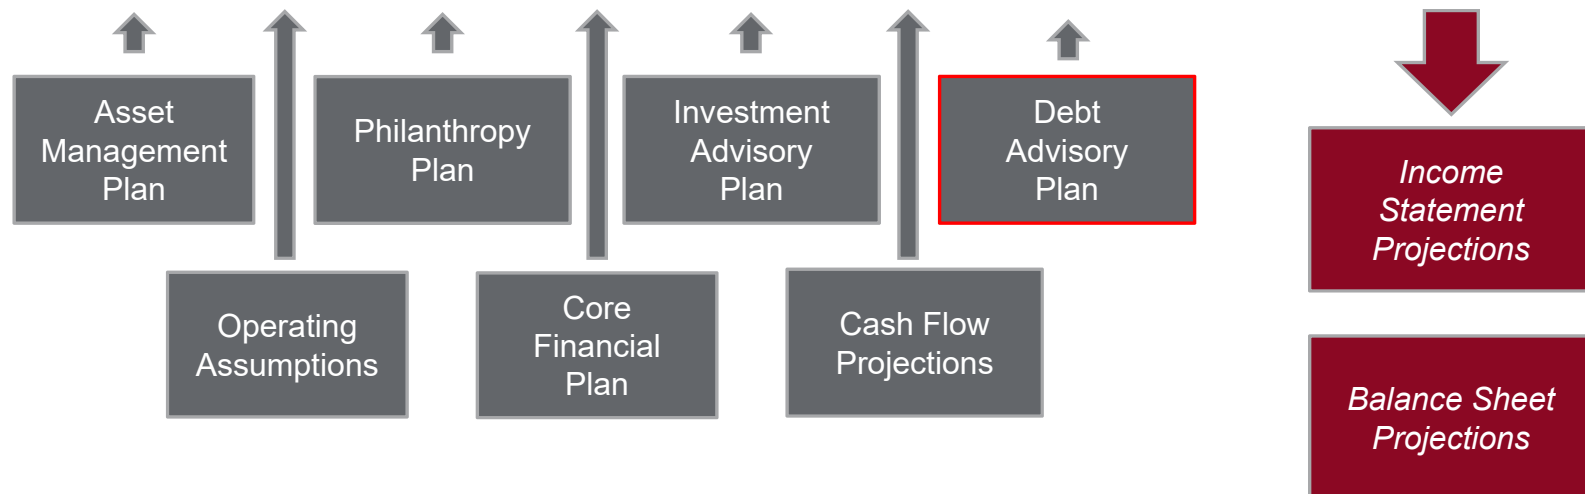 Asset
Management
Plan
Philanthropy
Plan
Investment
Advisory
Plan
Debt
Advisory
Plan
Operating
Assumptions
Core
Financial
Plan
Cash Flow
Projections
Income
Statement
Projections
Balance Sheet
Projections